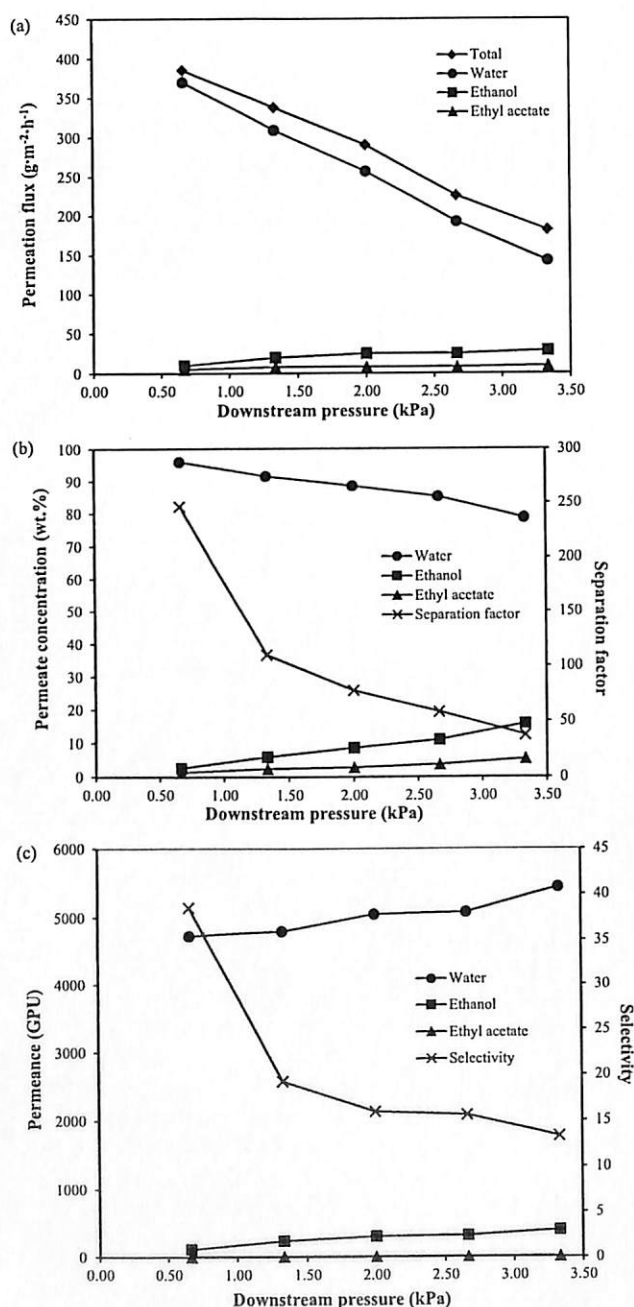 (a)
450
400
350
300
250
200
150
100
50
0
Permeation flux (g·m-2·h-1)
Total
Water
Ethanol
Ethyl acetate
0.00 0.50 1.00 1.50 2.00 2.50 3.00 3.50
Downstream pressure (kPa)
(b)
100
90
80
70
60
50
40
30
20
10
0
Permeate concentration (wt.%)
Water
Ethanol
Ethyl acetate
Separation factor
300
250
200
150
100
50
0
Separation factor
0.00 0.50 1.00 1.50 2.00 2.50 3.00 3.50
Downstream pressure (kPa)
(c)
6000
5000
4000
3000
2000
1000
0
Permeance (GPU)
Water
Ethanol
Ethyl acetate
Selectivity
45
40
35
30
25
20
15
10
5
0
Selectivity
0.00 0.50 1.00 1.50 2.00 2.50 3.00 3.50
Downstream pressure (kPa)